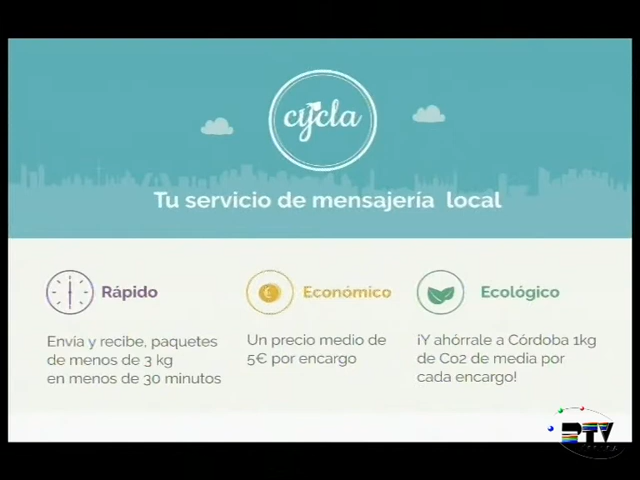 cycla
Tu servicio de mensajería local
Rápido
Envía y recibe, paquetes
de menos de 3 kg
en menos de 30 minutos
Económico
Un precio medio de
5€ por encargo
Ecológico
¡Y ahórrale a Córdoba 1kg
de Co2 de media por
cada encargo!
PTV